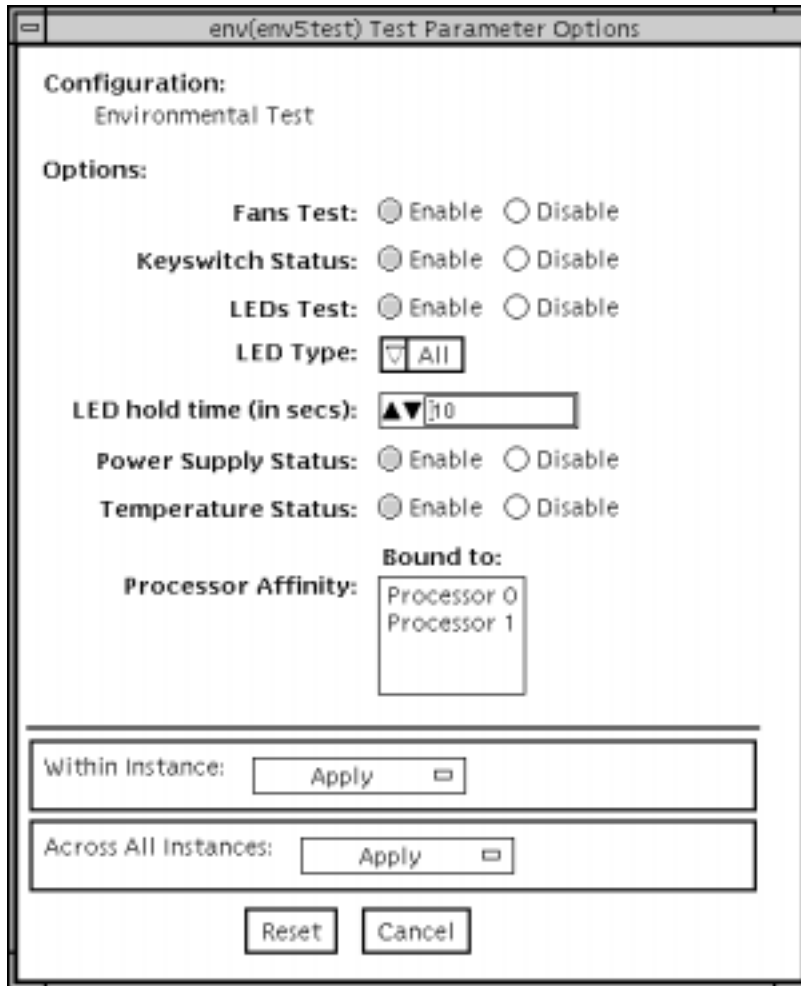 env(env5test) Test Parameter Options
Configuration:
Environmental Test
Options:
Fans Test: Enable Disable
Keyswitch Status: Enable Disable
LEDs Test: Enable Disable
LED Type: All
LED hold time (in secs): 10
Power Supply Status: Enable Disable
Temperature Status: Enable Disable
Bound to:
Processor Affinity:
Processor 0
Processor 1
Within Instance: Apply
Across All Instances: Apply
Reset Cancel